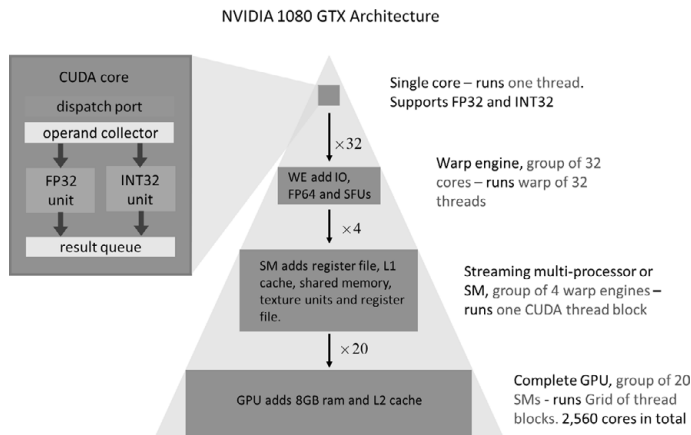 NVIDIA 1080 GTX Architecture
CUDA core
dispatch port
operand collector
FP32
unit
INT32
unit
result queue
Single core – runs one thread.
Supports FP32 and INT32
×32
WE add IO,
FP64 and SFUs
Warp engine, group of 32
cores – runs warp of 32
threads
×4
SM adds register file, L1
cache, shared memory,
texture units and register
file.
Streaming multi-processor or
SM, group of 4 warp engines –
runs one CUDA thread block
×20
GPU adds 8GB ram and L2 cache
Complete GPU, group of 20
SMs - runs Grid of thread
blocks. 2,560 cores in total